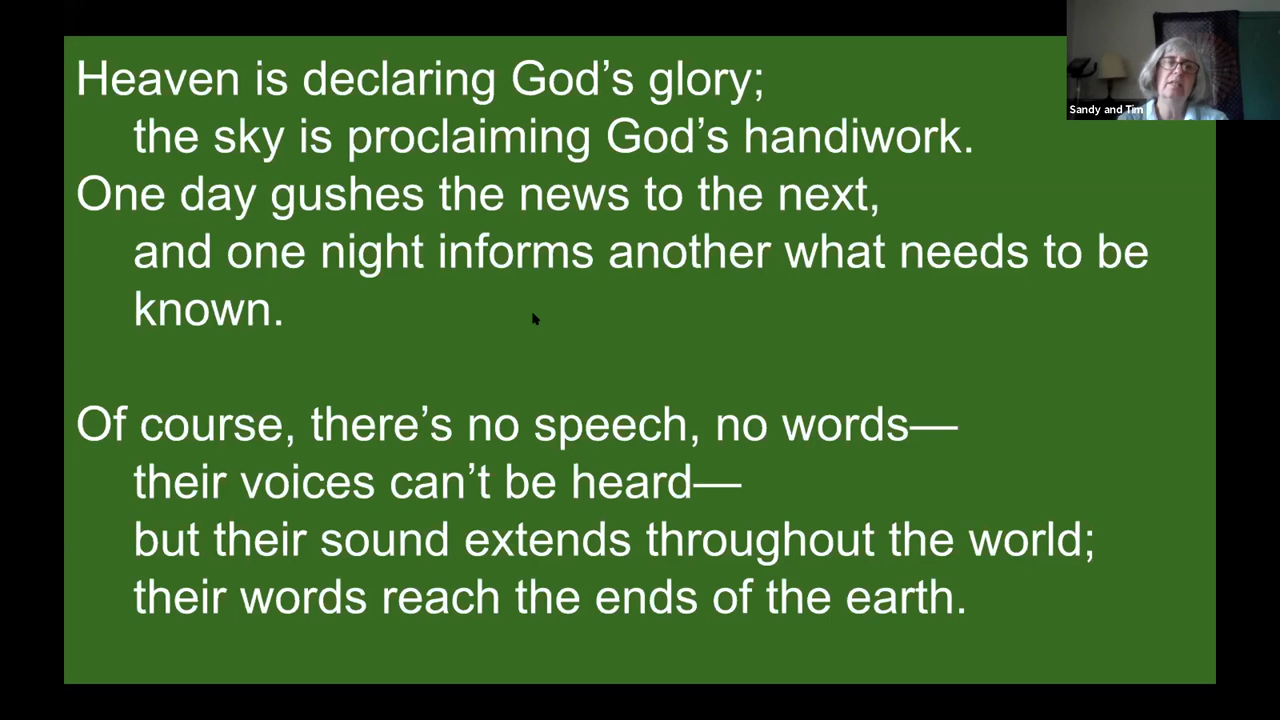 Heaven is declaring God’s glory;
the sky is proclaiming God’s handiwork.
One day gushes the news to the next,
and one night informs another what needs to be
known.
Of course, there’s no speech, no words—
their voices can’t be heard—
but their sound extends throughout the world;
their words reach the ends of the earth.
Sandy and Tim